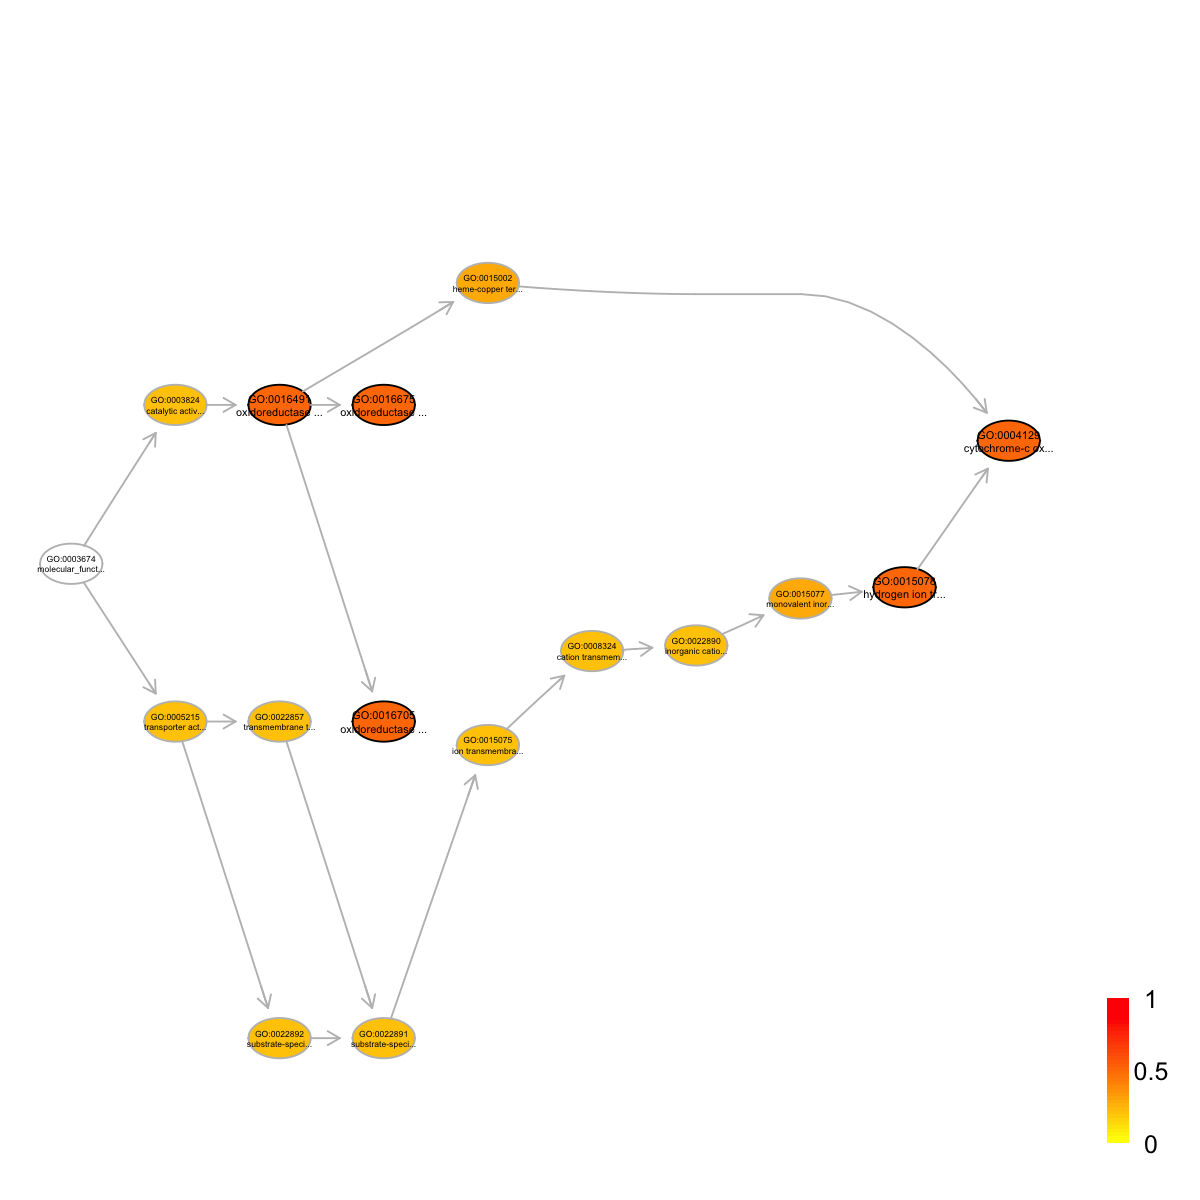 GO:0015002
heme-copper ter...
GO:0003824
catalytic activ...
GO:0016491
oxidoreductase ...
GO:0016675
oxidoreductase ...
GO:0004129
cytochrome-c ox...
GO:0003674
molecular_funct...
GO:0015078
hydrogen ion tr...
GO:0015077
monovalent inor...
GO:0008324
cation transmem...
GO:0022890
inorganic catio...
GO:0005215
transporter act...
GO:0022857
transmembrane t...
GO:0016705
oxidoreductase ...
GO:0015075
ion transmembra...
GO:0022892
substrate-speci...
GO:0022891
substrate-speci...
1
0.5
0